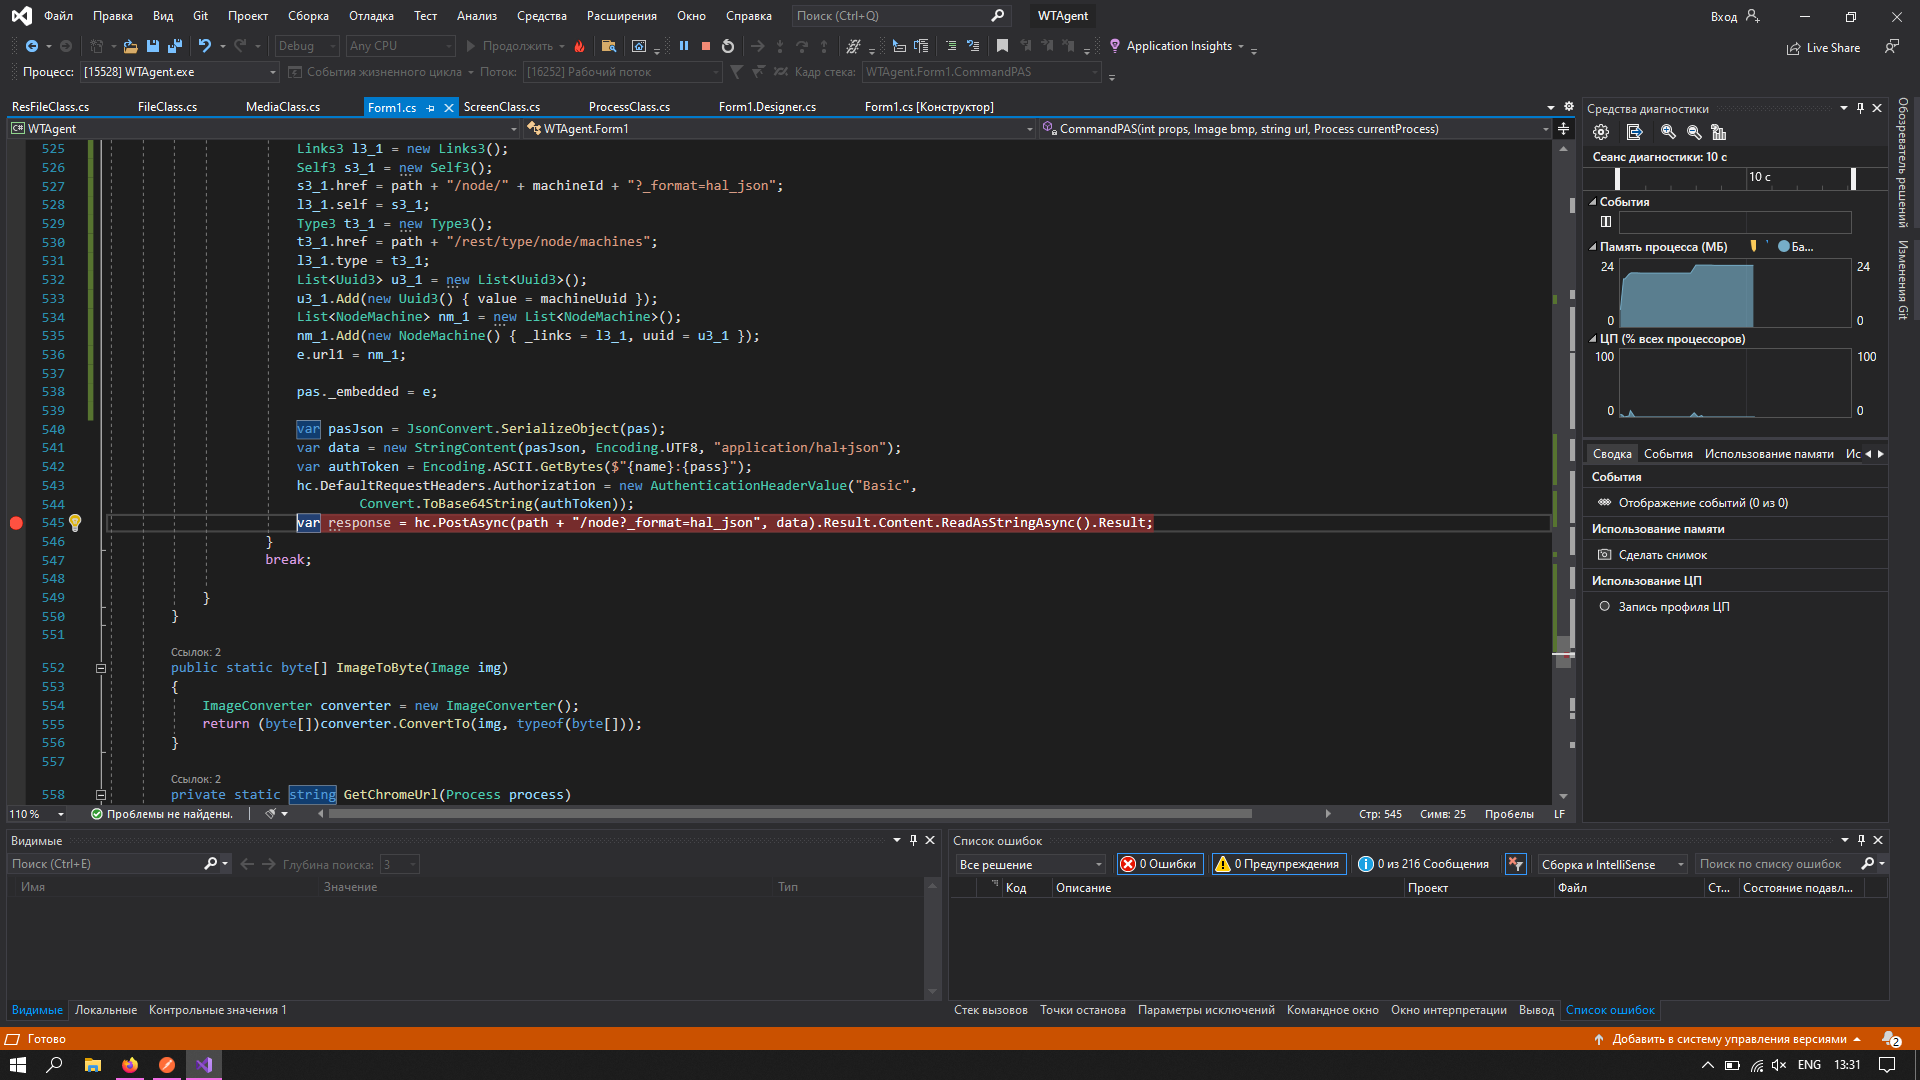 Файл Правка Вид Git Проект Сборка Отладка Тест Анализ Средства Расширения Окно Справка Поиск (Ctrl+Q) WTAgent Вход
Debug Any CPU Продолжить Application Insights Live Share
Процесс: [15528] WTAgent.exe События жизненного цикла Поток: [16252] Рабочий поток Кадр стека: WTAgent.Form1.CommandPAS
ResFileClass.cs FileClass.cs MediaClass.cs Form1.cs ScreenClass.cs ProcessClass.cs Form1.Designer.cs Form1.cs [Конструктор]
C# WTAgent WTAgent.Form1 CommandPAS(int props, Image bmp, string url, Process currentProcess)
525 Links3 l3_1 = new Links3();
526 Self3 s3_1 = new Self3();
527 s3_1.href = path + "/node/" + machineId + "?_format=hal_json";
528 l3_1.self = s3_1;
529 Type3 t3_1 = new Type3();
530 t3_1.href = path + "/rest/type/node/machines";
531 l3_1.type = t3_1;
532 List<Uuid3> u3_1 = new List<Uuid3>();
533 u3_1.Add(new Uuid3() { value = machineUuid });
534 List<NodeMachine> nm_1 = new List<NodeMachine>();
535 nm_1.Add(new NodeMachine() { _links = l3_1, uuid = u3_1 });
536 e.url1 = nm_1;
537
538 pas._embedded = e;
539
540 var pasJson = JsonConvert.SerializeObject(pas);
541 var data = new StringContent(pasJson, Encoding.UTF8, "application/hal+json");
542 var authToken = Encoding.ASCII.GetBytes($"{name}:{pass}");
543 hc.DefaultRequestHeaders.Authorization = new AuthenticationHeaderValue("Basic",
544 Convert.ToBase64String(authToken));
545 var response = hc.PostAsync(path + "/node?_format=hal_json", data).Result.Content.ReadAsStringAsync().Result;
546 }
547 break;
548
549 }
550 }
551
Ссылок: 2
552 public static byte[] ImageToByte(Image img)
553 {
554 ImageConverter converter = new ImageConverter();
555 return (byte[])converter.ConvertTo(img, typeof(byte[]));
556 }
557
Ссылок: 2
558 private static string GetChromeUrl(Process process)
110 % Проблемы не найдены. Стр: 545 Симв: 25 Пробелы LF
Средства диагностики
Сеанс диагностики: 10 с
10 с
События
Память процесса (МБ) Ба...
24 24
0 0
ЦП (% всех процессоров)
100 100
0 0
Сводка События Использование памяти Ис
События
Отображение событий (0 из 0)
Использование памяти
Сделать снимок
Использование ЦП
Запись профиля ЦП
Обозреватель решений
Изменения Git
Видимые
Поиск (Ctrl+E) Глубина поиска: 3
Имя Значение Тип
Видимые Локальные Контрольные значения 1
Список ошибок
Все решение 0 Ошибки 0 Предупреждения 0 из 216 Сообщения Сборка и IntelliSense Поиск по списку ошибок
Код Описание Проект Файл Ст... Состояние подавл...
Стек вызовов Точки останова Параметры исключений Командное окно Окно интерпретации Вывод Список ошибок
Готово Добавить в систему управления версиями 2
ENG 13:31